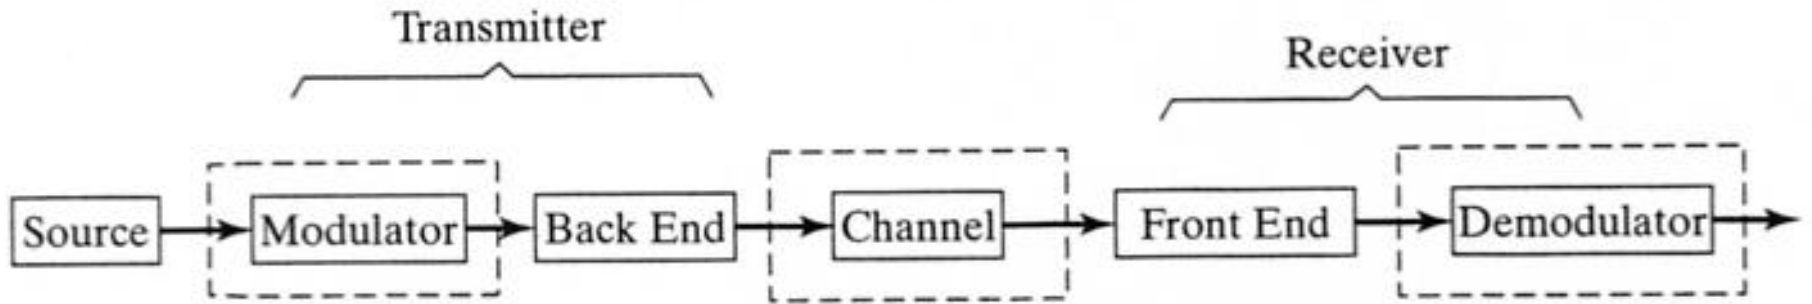 Transmitter
Receiver
Source
Modulator
Back End
Channel
Front End
Demodulator